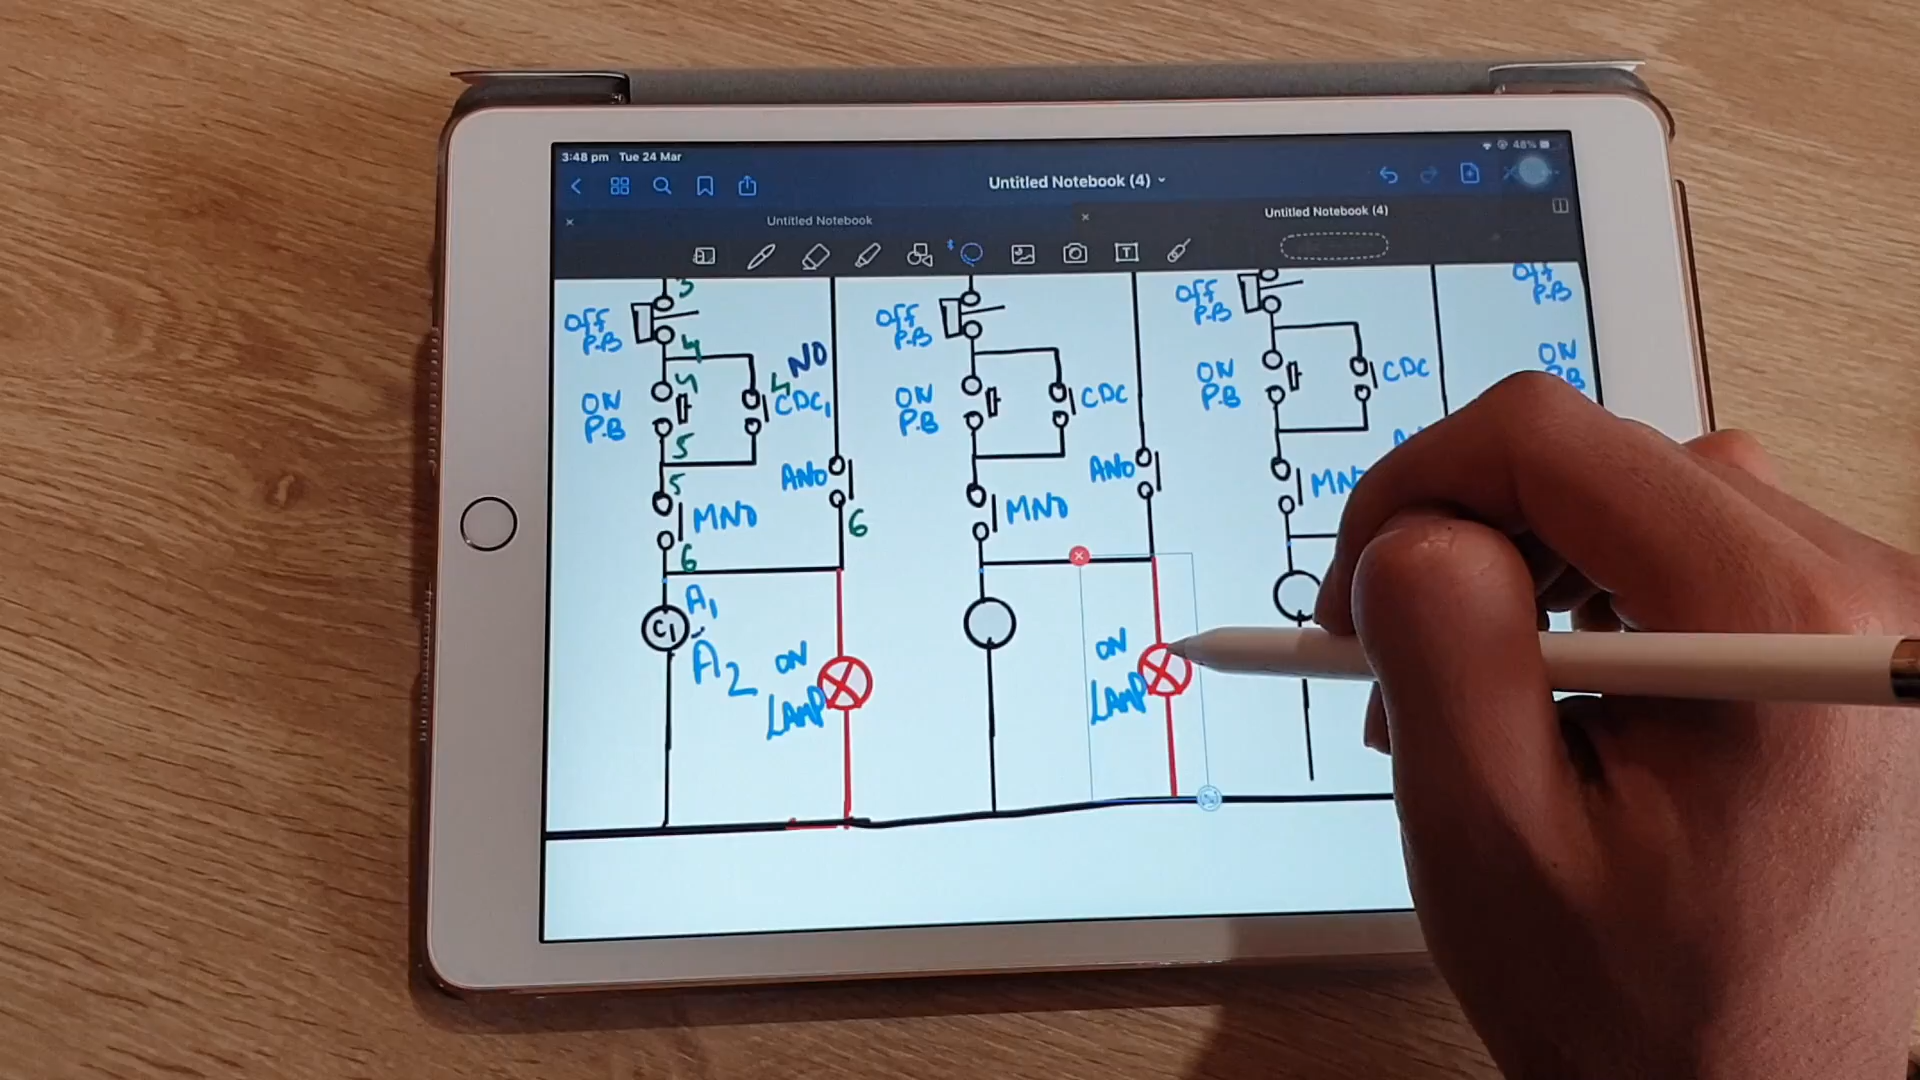 3:48 pm Tue 24 Mar
48%
Untitled Notebook (4)
Untitled Notebook
Untitled Notebook (4)
T
3
OFF
P.B
4
NO
4
4
ON
P.B
CDC1
5
5
ANO
MNO
6
6
A1
C1
A2
ON
LAMP
OFF
P.B
ON
P.B
CDC
ANO
MNO
ON
LAMP
OFF
P.B
ON
P.B
CDC
MNO
OFF
P.B
ON
P.B